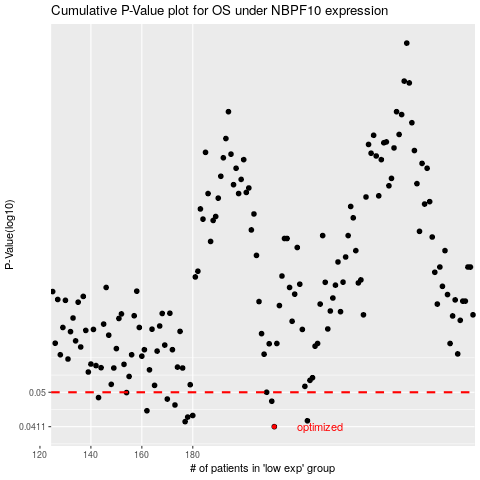 Cumulative P-Value plot for OS under NBPF10 expression
P-Value(log10)
0.05
0.0411
optimized
120 140 160 180
# of patients in 'low exp' group